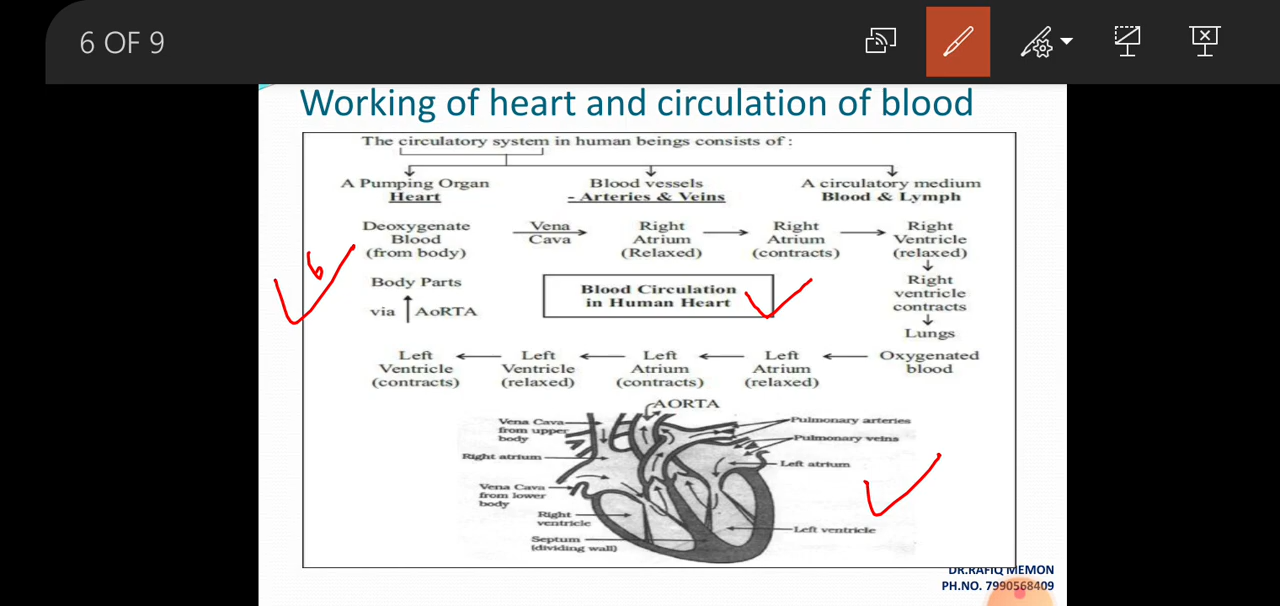 6 OF 9
Working of heart and circulation of blood
The circulatory system in human beings consists of :
A Pumping Organ
Heart
Blood vessels
- Arteries & Veins
A circulatory medium
Blood & Lymph
Deoxygenate
Blood
(from body)
Vena
Cava
Right
Atrium
(Relaxed)
Right
Atrium
(contracts)
Right
Ventricle
(relaxed)
Body Parts
via AoRTA
Blood Circulation
in Human Heart
Right
ventricle
contracts
Lungs
Left
Ventricle
(contracts)
Left
Ventricle
(relaxed)
Left
Atrium
(contracts)
Left
Atrium
(relaxed)
Oxygenated
blood
AORTA
Vena Cava
from upper
body
Right atrium
Vena Cava
from lower
body
Right
ventricle
Septum
(dividing wall)
Pulmonary arteries
Pulmonary veins
Left atrium
Left ventricle
DR.RAFIQ MEMON
PH.NO. 7990568409